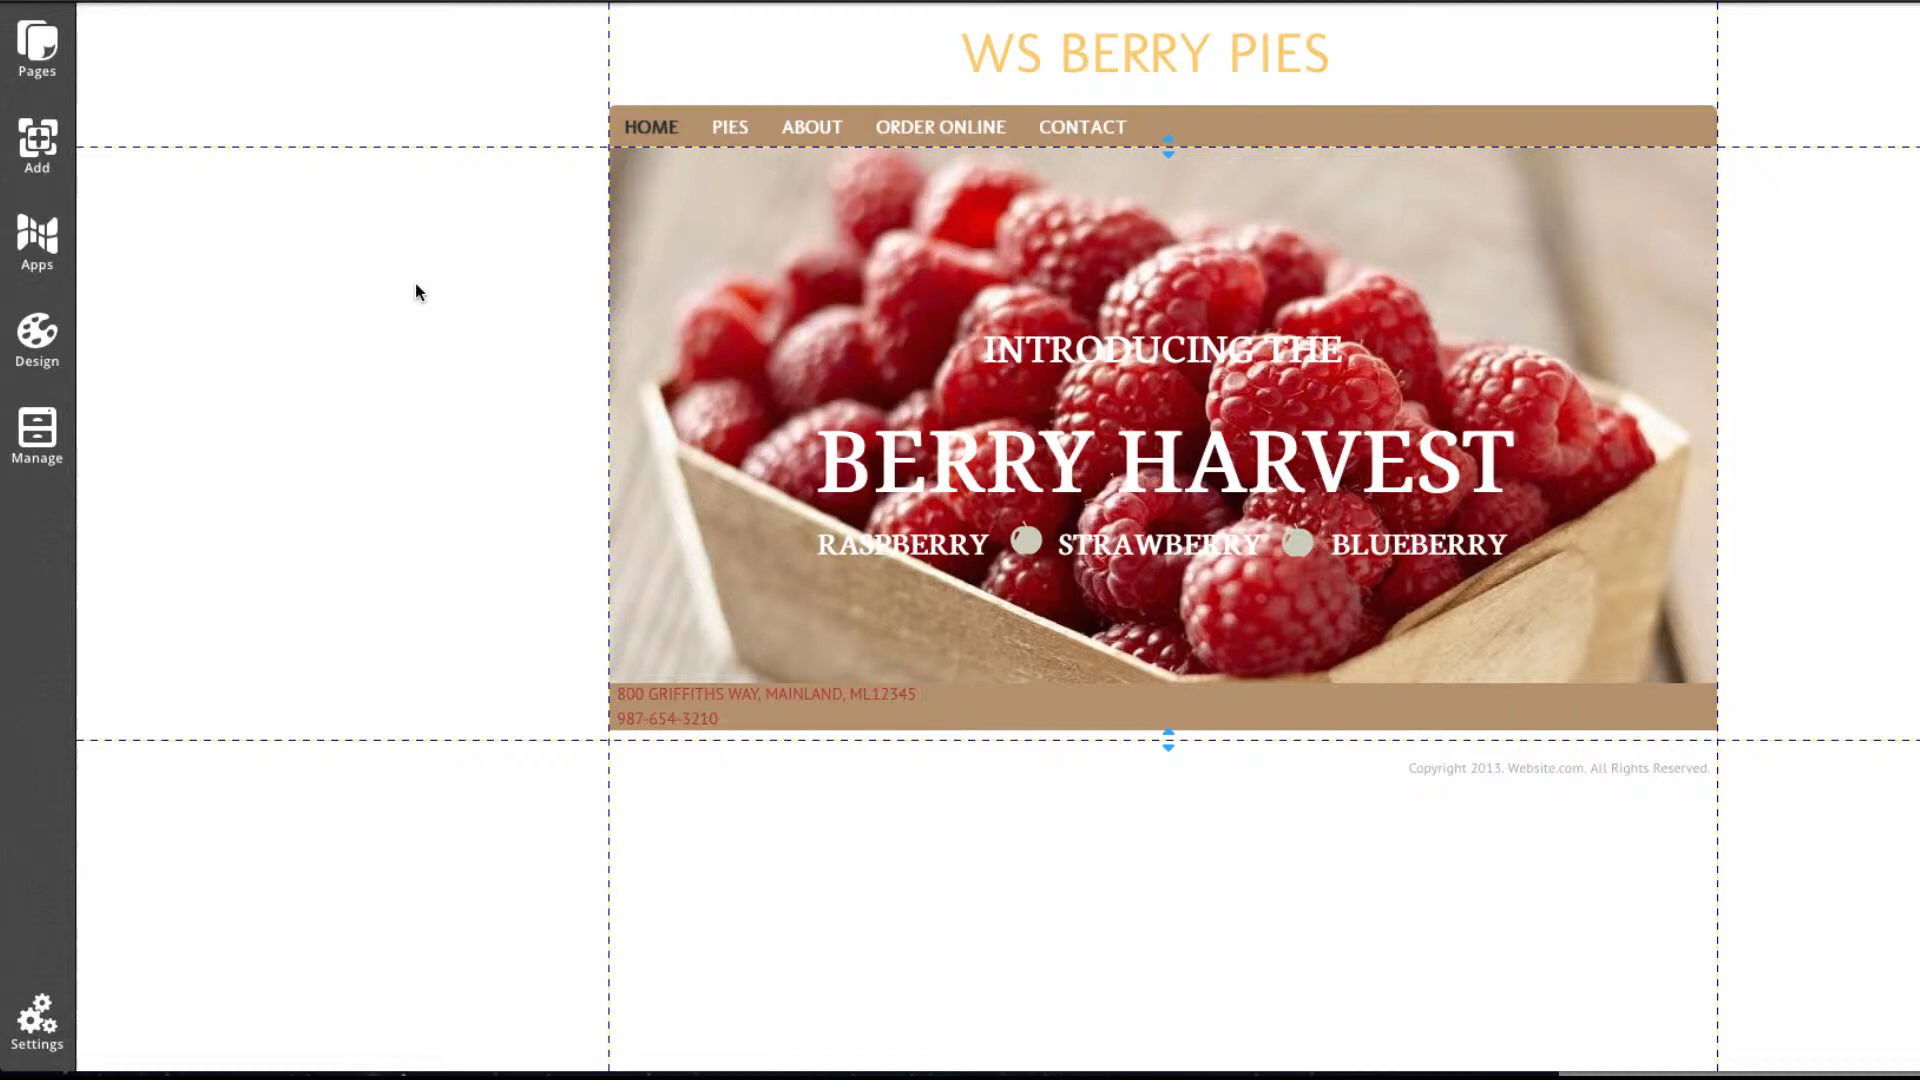 WS BERRY PIES
HOME PIES ABOUT ORDER ONLINE CONTACT
INTRODUCING THE
BERRY HARVEST
RASPBERRY STRAWBERRY BLUEBERRY
800 GRIFFITHS WAY, MAINLAND, ML12345
987-654-3210
Copyright 2013. Website.com. All Rights Reserved.
Pages
Add
Apps
Design
Manage
Settings